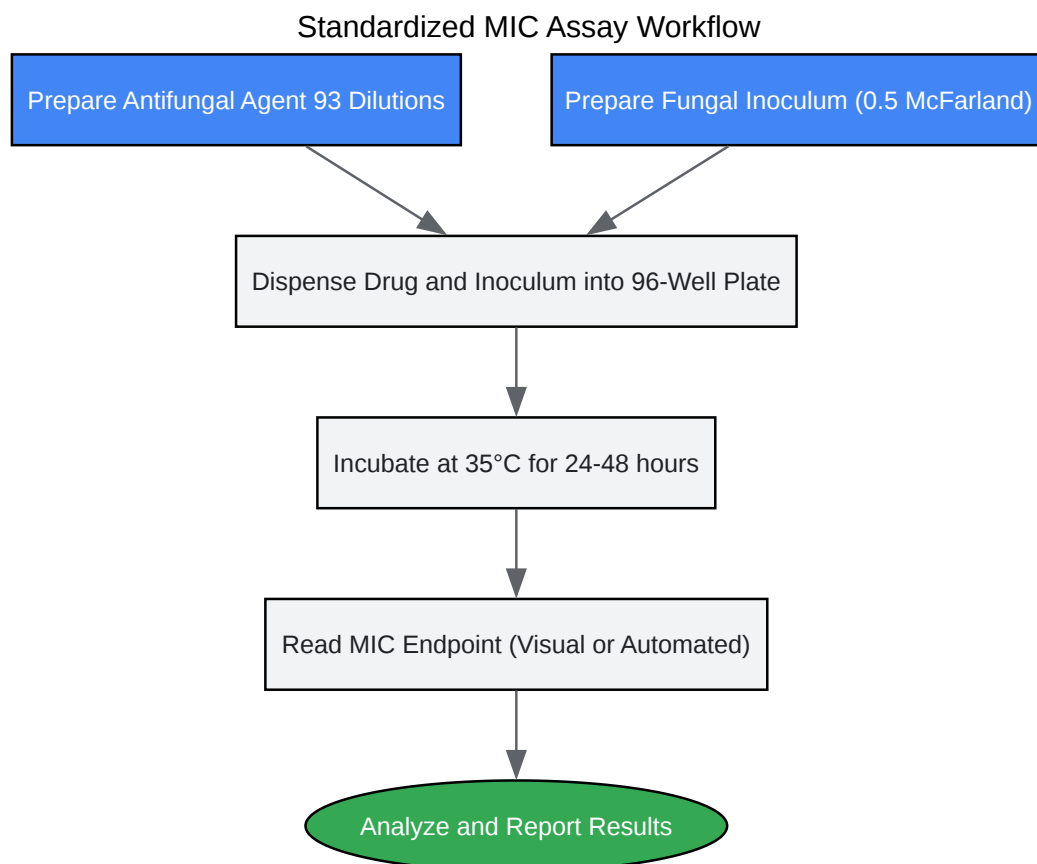 Standardized MIC Assay Workflow
Prepare Antifungal Agent 93 Dilutions
Prepare Fungal Inoculum (0.5 McFarland)
Dispense Drug and Inoculum into 96-Well Plate
Incubate at 35°C for 24-48 hours
Read MIC Endpoint (Visual or Automated)
Analyze and Report Results